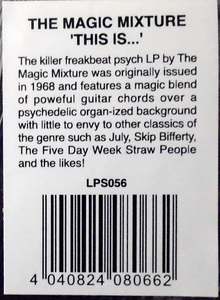 THE MAGIC MIXTURE
'THIS IS...'
The killer freakbeat psych LP by The
Magic Mixture was originally issued
in 1968 and features a magic blend
of poweful guitar chords over a
psychedelic organ-ized background
with little to envy to other classics of
the genre such as July, Skip Bifferty,
The Five Day Week Straw People
and the likes!
LPS056
4 040824 080662